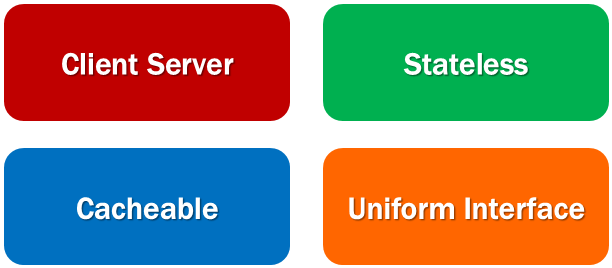 Client Server
Stateless
Cacheable
Uniform Interface